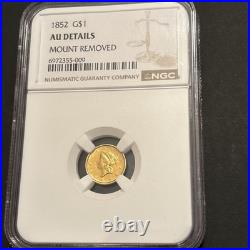 1852 G$1
AU DETAILS
MOUNT REMOVED
6972355-009
NUMISMATIC GUARANTY COMPANY
NGC